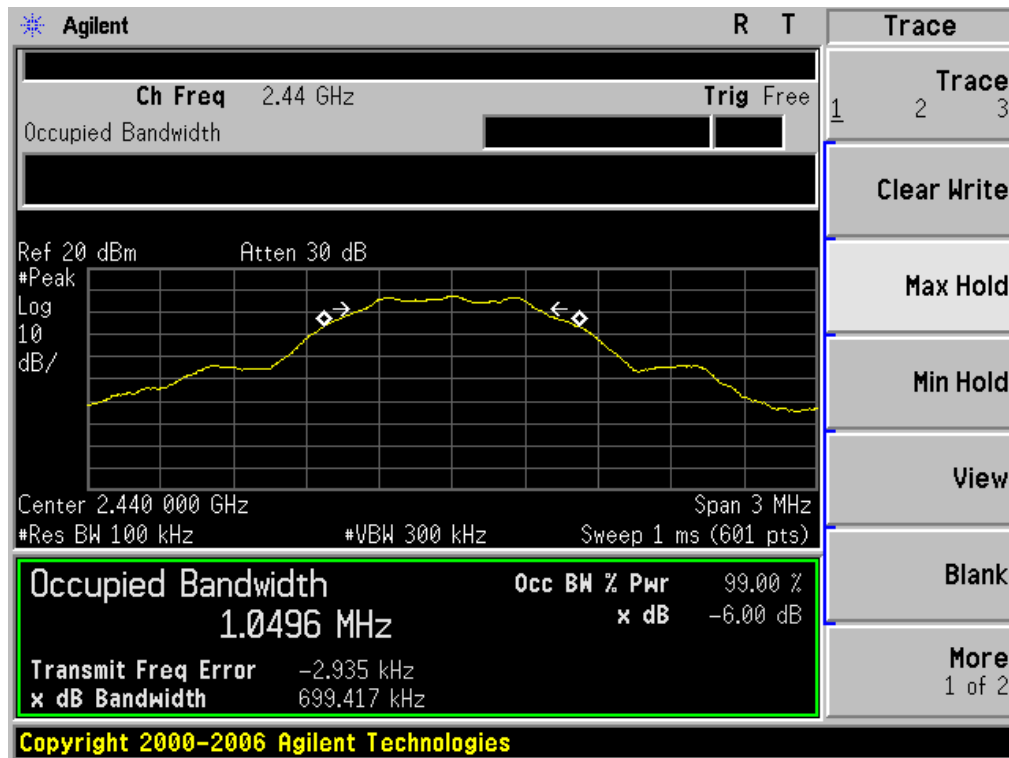 Agilent R T Trace
Ch Freq 2.44 GHz Trig Free
Occupied Bandwidth
Trace
1 2 3
Clear Write
Max Hold
Min Hold
View
Blank
More
1 of 2
Ref 20 dBm Atten 30 dB
#Peak
Log
10
dB/
Center 2.440 000 GHz Span 3 MHz
#Res BW 100 kHz #VBW 300 kHz Sweep 1 ms (601 pts)
Occupied Bandwidth Occ BW % Pwr 99.00 %
1.0496 MHz x dB -6.00 dB
Transmit Freq Error -2.935 kHz
x dB Bandwidth 699.417 kHz
Copyright 2000-2006 Agilent Technologies